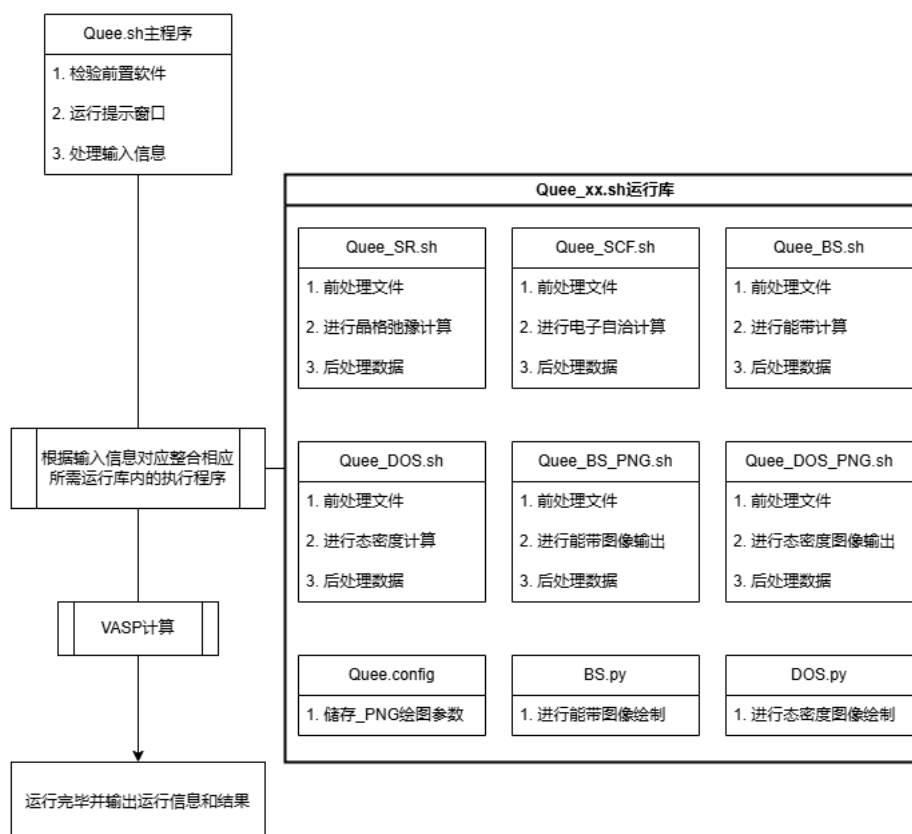 Quee.sh主程序
1. 检验前置软件
2. 运行提示窗口
3. 处理输入信息
Quee_xx.sh运行库
Quee_SR.sh
1. 前处理文件
2. 进行晶格弛豫计算
3. 后处理数据
Quee_SCF.sh
1. 前处理文件
2. 进行电子自洽计算
3. 后处理数据
Quee_BS.sh
1. 前处理文件
2. 进行能带计算
3. 后处理数据
根据输入信息对应整合相应
所需运行库内的执行程序
Quee_DOS.sh
1. 前处理文件
2. 进行态密度计算
3. 后处理数据
Quee_BS_PNG.sh
1. 前处理文件
2. 进行能带图像输出
3. 后处理数据
Quee_DOS_PNG.sh
1. 前处理文件
2. 进行态密度图像输出
3. 后处理数据
VASP计算
Quee.config
1. 储存_PNG绘图参数
BS.py
1. 进行能带图像绘制
DOS.py
1. 进行态密度图像绘制
运行完毕并输出运行信息和结果